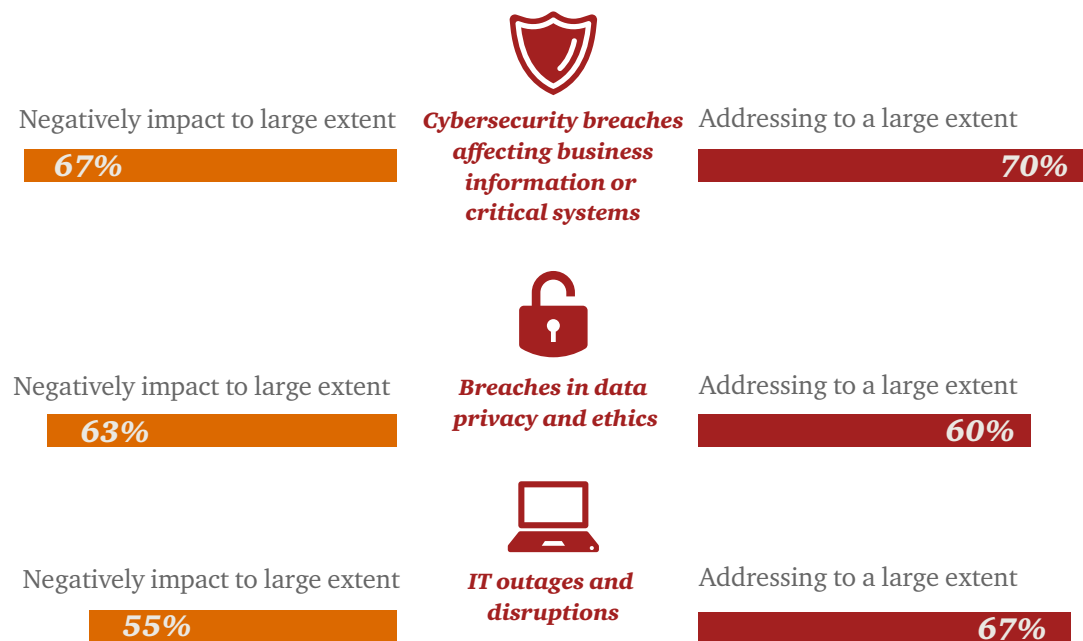 Negatively impact to large extent
67%
Cybersecurity breaches
affecting business
information or
critical systems
Addressing to a large extent
70%
Negatively impact to large extent
63%
Breaches in data
privacy and ethics
Addressing to a large extent
60%
Negatively impact to large extent
55%
IT outages and
disruptions
Addressing to a large extent
67%